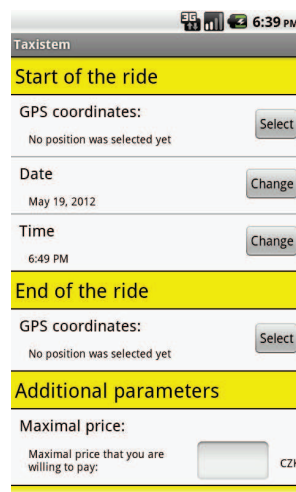 3G 6:39 PM
Taxistem
Start of the ride
GPS coordinates:
Select
No position was selected yet
Date
Change
May 19, 2012
Time
Change
6:49 PM
End of the ride
GPS coordinates:
Select
No position was selected yet
Additional parameters
Maximal price:
Maximal price that you are
willing to pay:
CZK